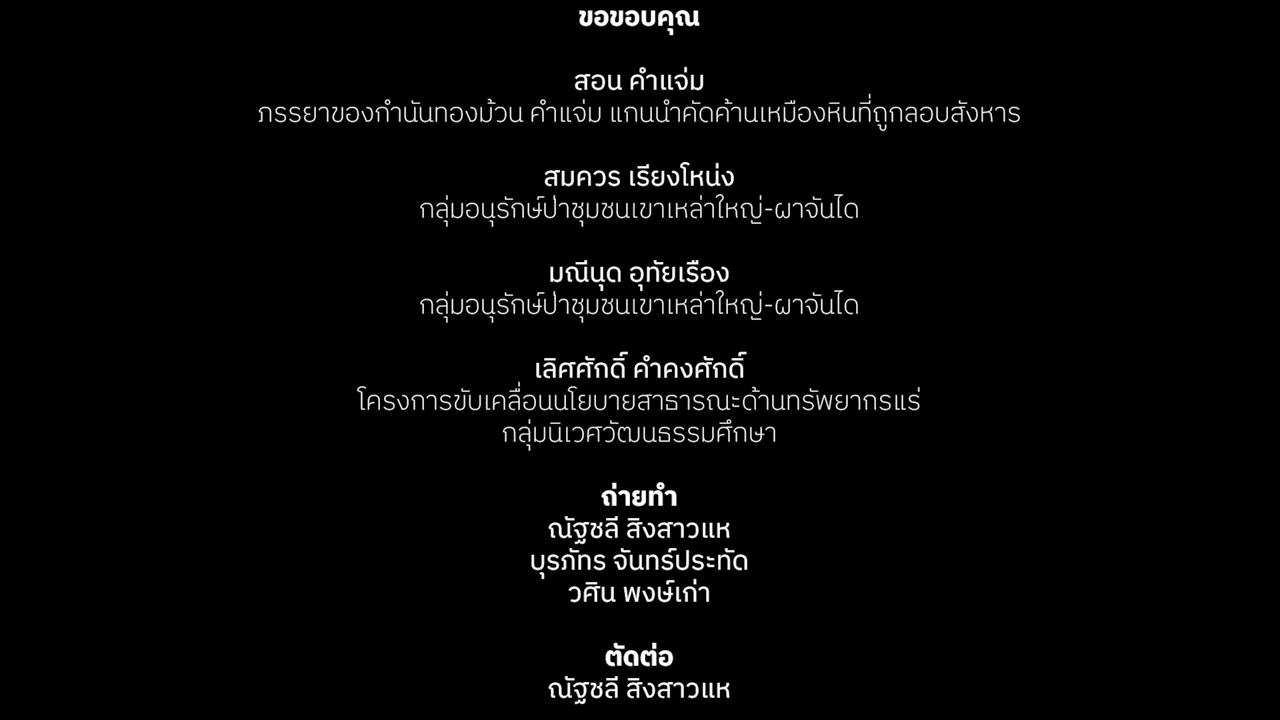 ขอขอบคุณ
สอน คำแจ่ม
ภรรยาของกำนันทองม้วน คำแจ่ม แกนนำคัดค้านเหมืองหินที่ถูกลอบสังหาร
สมควร เรียงโหน่ง
กลุ่มอนุรักษ์ป่าชุมชนเขาเหล่าใหญ่-ผาจันได
มณีนุด อุทัยเรือง
กลุ่มอนุรักษ์ป่าชุมชนเขาเหล่าใหญ่-ผาจันได
เลิศศักดิ์ คำคงศักดิ์
โครงการขับเคลื่อนนโยบายสาธารณะด้านทรัพยากรแร่
กลุ่มนิเวศวัฒนธรรมศึกษา
ถ่ายทำ
ณัฐชลี สิงสาวแห
บุรภัทร จันทร์ประทัด
วศิน พงษ์เก่า
ตัดต่อ
ณัฐชลี สิงสาวแห